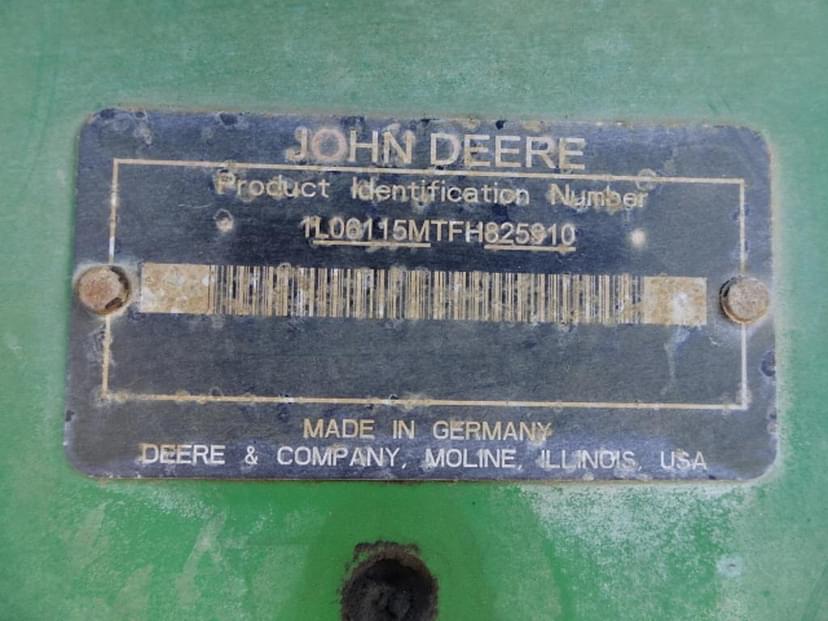 JOHN DEERE
Product Identification Number
1L06115MTFH825910
MADE IN GERMANY
DEERE & COMPANY, MOLINE, ILLINOIS, USA